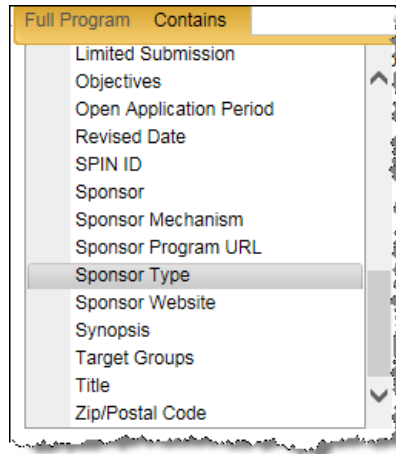 Full Program Contains
Limited Submission
Objectives
Open Application Period
Revised Date
SPIN ID
Sponsor
Sponsor Mechanism
Sponsor Program URL
Sponsor Type
Sponsor Website
Synopsis
Target Groups
Title
Zip/Postal Code